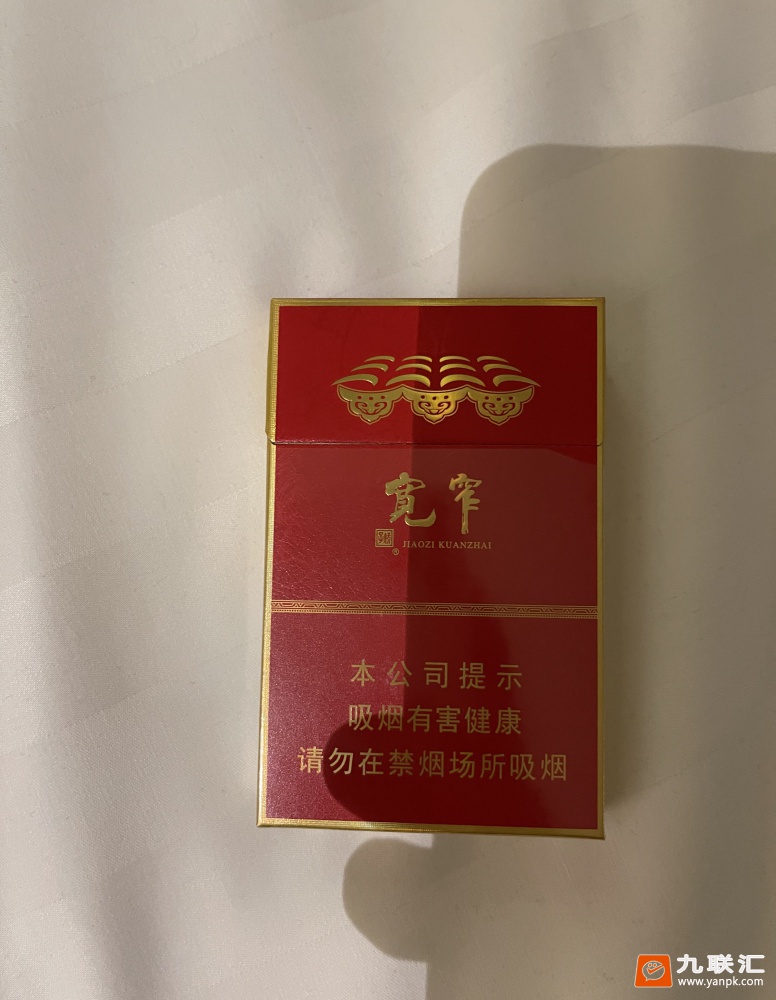 宽窄
JIAOZI KUANZHAI
本公司提示
吸烟有害健康
请勿在禁烟场所吸烟
九联汇
www.yanpk.com